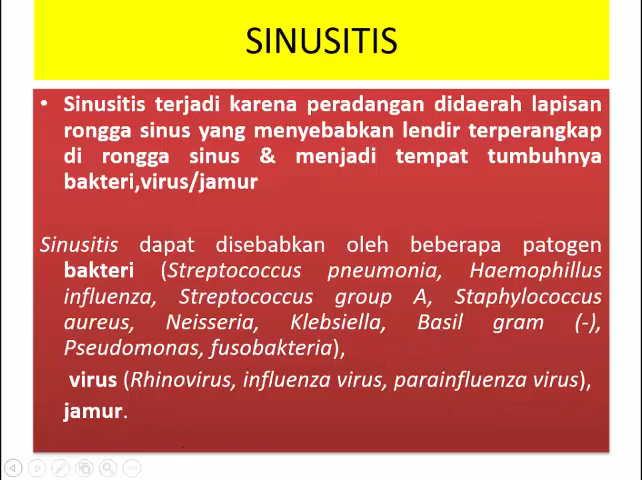 SINUSITIS
• Sinusitis terjadi karena peradangan didaerah lapisan
rongga sinus yang menyebabkan lendir terperangkap
di rongga sinus & menjadi tempat tumbuhnya
bakteri,virus/jamur
Sinusitis dapat disebabkan oleh beberapa patogen
bakteri (Streptococcus pneumonia, Haemophillus
influenza, Streptococcus group A, Staphylococcus
aureus, Neisseria, Klebsiella, Basil gram (-),
Pseudomonas, fusobakteria),
virus (Rhinovirus, influenza virus, parainfluenza virus),
jamur.